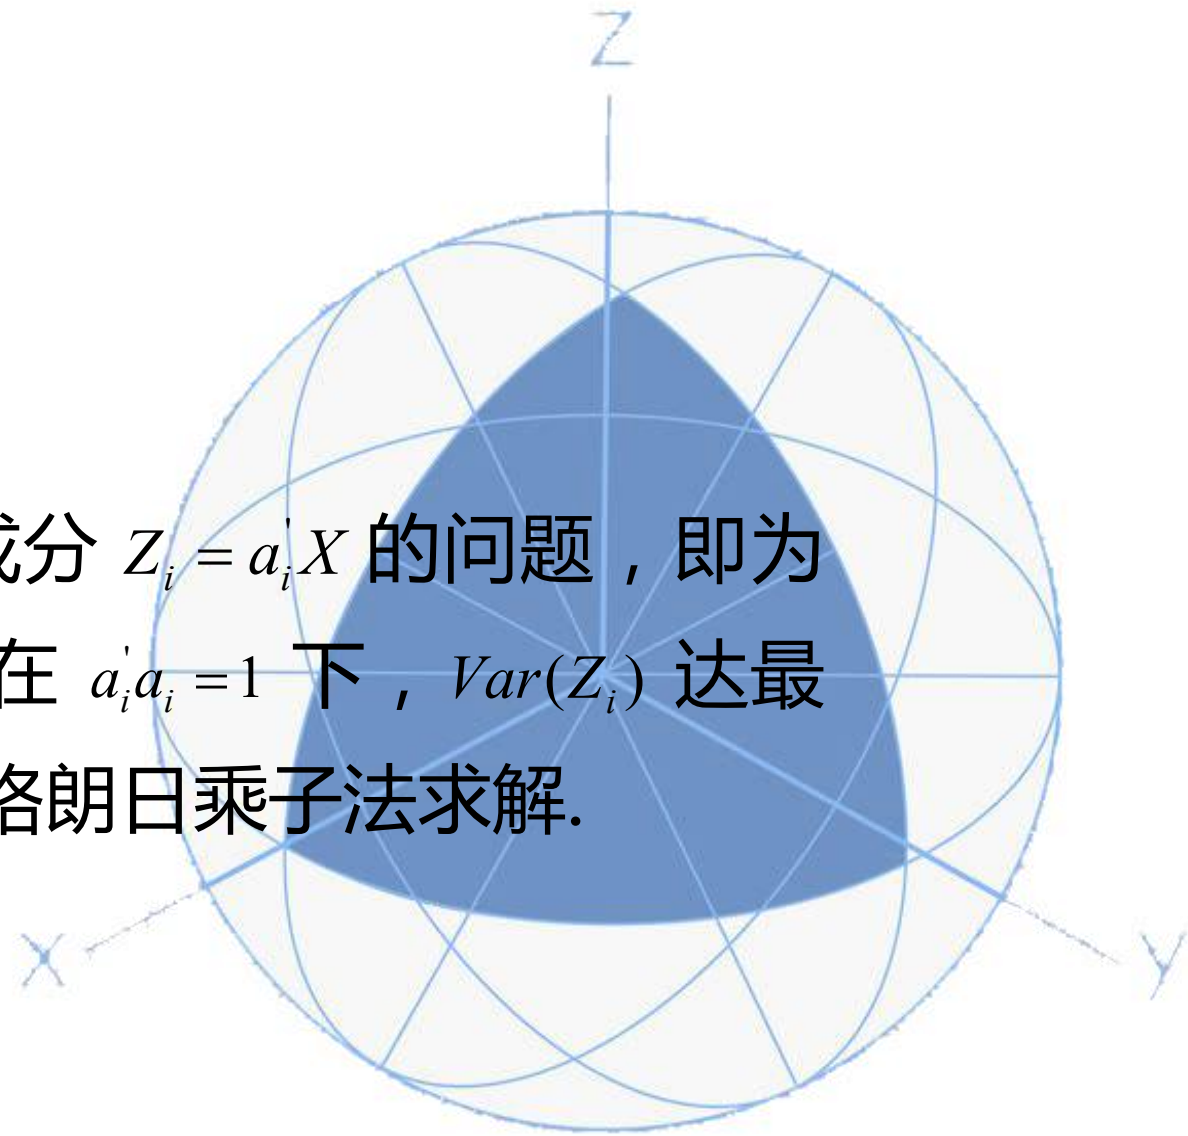 Z
成分 $Z_i = a_i^{'} X$ 的问题，即为
在 $a_i^{'} a_i = 1$ 下，$Var(Z_i)$ 达最
格朗日乘子法求解.
X Y